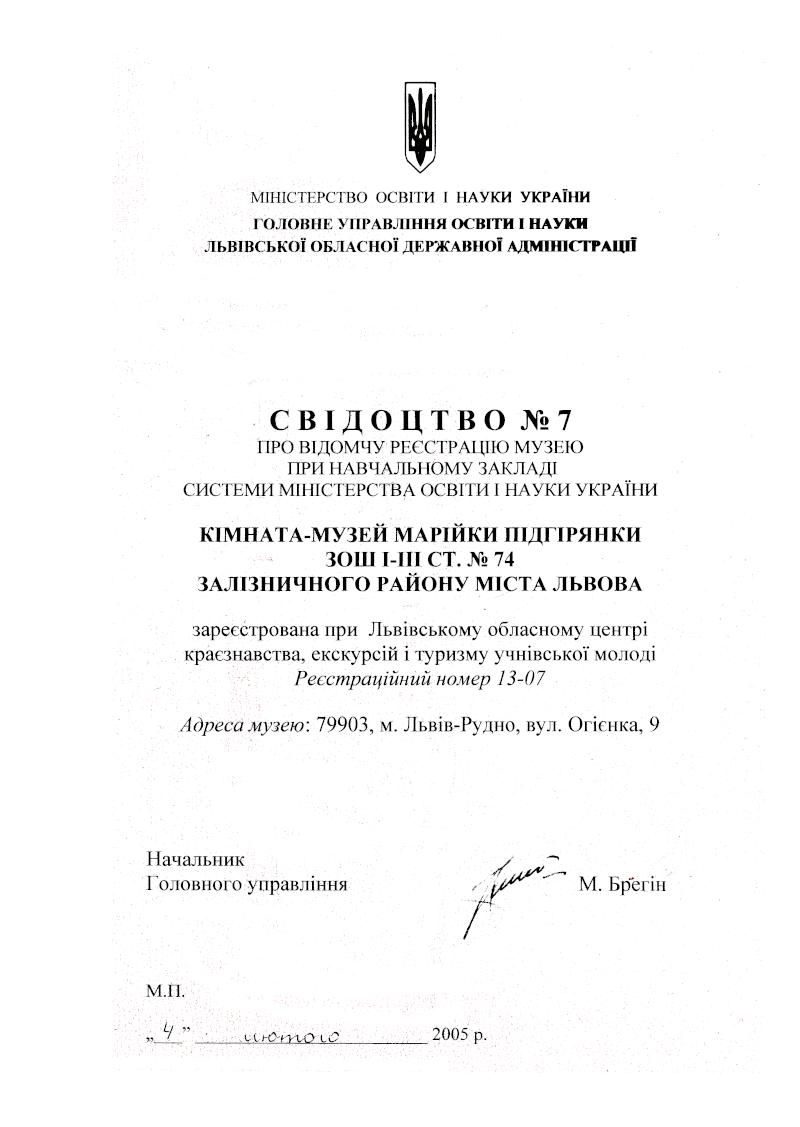 МІНІСТЕРСТВО ОСВІТИ І НАУКИ УКРАЇНИ
ГОЛОВНЕ УПРАВЛІННЯ ОСВІТИ І НАУКИ
ЛЬВІВСЬКОЇ ОБЛАСНОЇ ДЕРЖАВНОЇ АДМІНІСТРАЦІЇ
С В І Д О Ц Т В О № 7
ПРО ВІДОМЧУ РЕЄСТРАЦІЮ МУЗЕЮ
ПРИ НАВЧАЛЬНОМУ ЗАКЛАДІ
СИСТЕМИ МІНІСТЕРСТВА ОСВІТИ І НАУКИ УКРАЇНИ
КІМНАТА-МУЗЕЙ МАРІЙКИ ПІДГІРЯНКИ
ЗОШ І-ІІІ СТ. № 74
ЗАЛІЗНИЧНОГО РАЙОНУ МІСТА ЛЬВОВА
зареєстрована при Львівському обласному центрі
краєзнавства, екскурсій і туризму учнівської молоді
Реєстраційний номер 13-07
Адреса музею: 79903, м. Львів-Рудно, вул. Огієнка, 9
Начальник
Головного управління М. Брегін
М.П.
„4” лютого 2005 р.